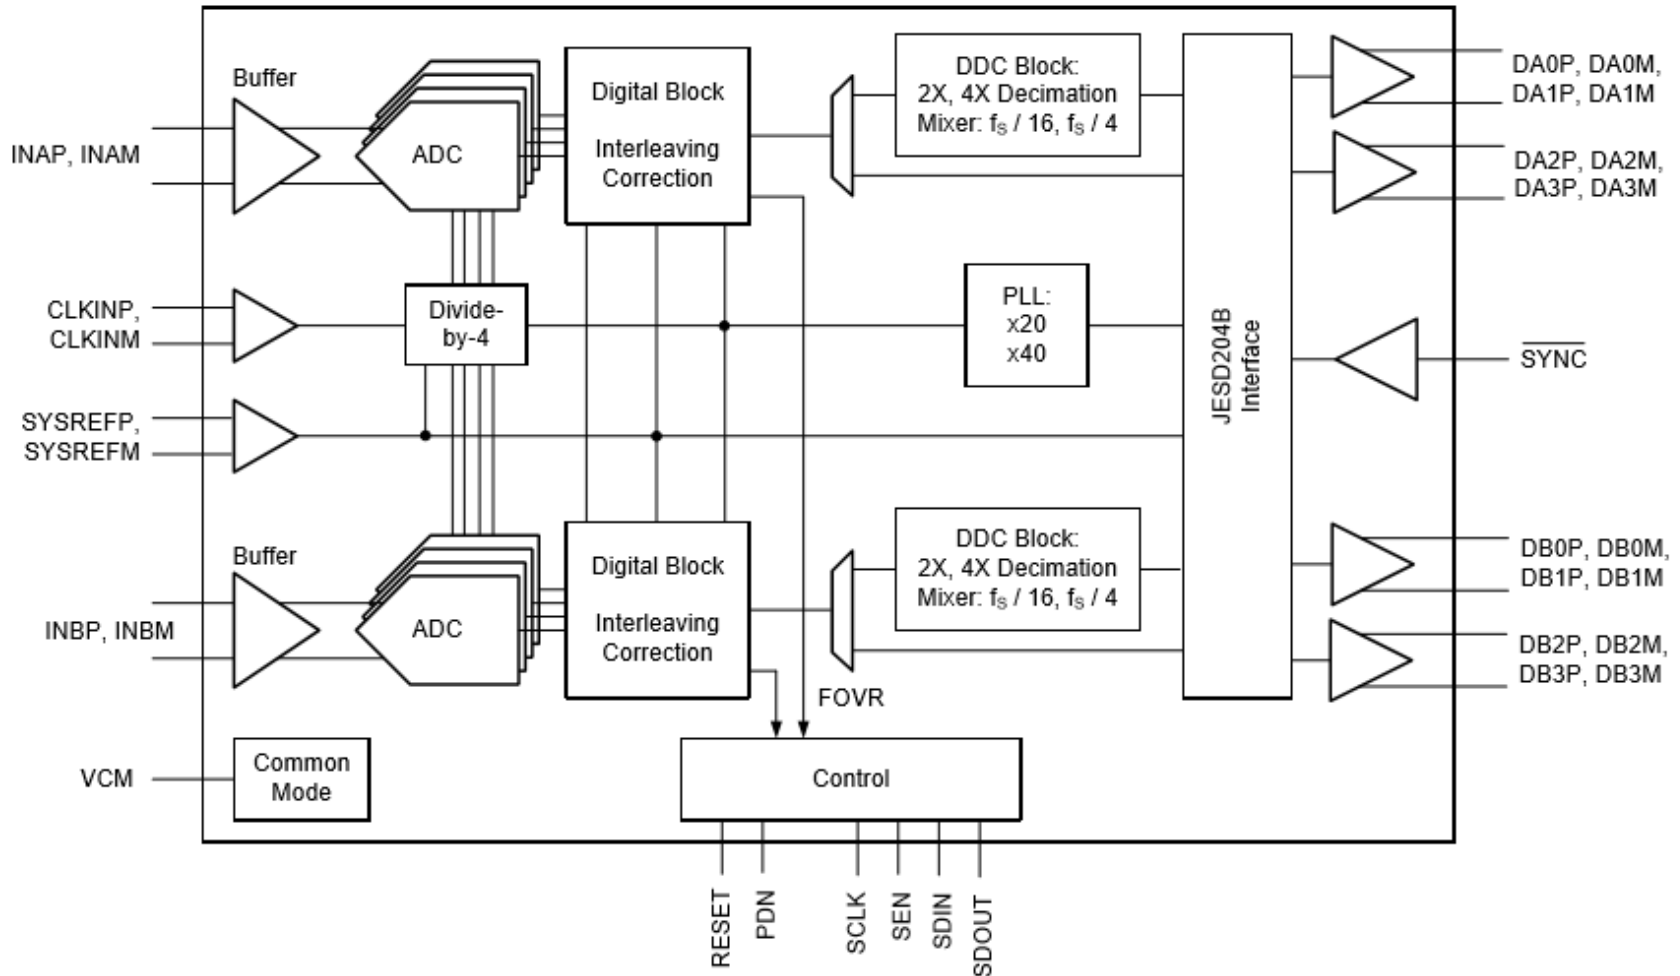 Buffer
INAP, INAM
ADC
Digital Block
Interleaving
Correction
DDC Block:
2X, 4X Decimation
Mixer: fS / 16, fS / 4
DA0P, DA0M,
DA1P, DA1M
DA2P, DA2M,
DA3P, DA3M
CLKINP,
CLKINM
Divide-
by-4
PLL:
x20
x40
JESD204B
Interface
SYNC
SYSREFP,
SYSREFM
Buffer
INBP, INBM
ADC
Digital Block
Interleaving
Correction
DDC Block:
2X, 4X Decimation
Mixer: fS / 16, fS / 4
DB0P, DB0M,
DB1P, DB1M
DB2P, DB2M,
DB3P, DB3M
FOVR
VCM
Common
Mode
Control
RESET
PDN
SCLK
SEN
SDIN
SDOUT